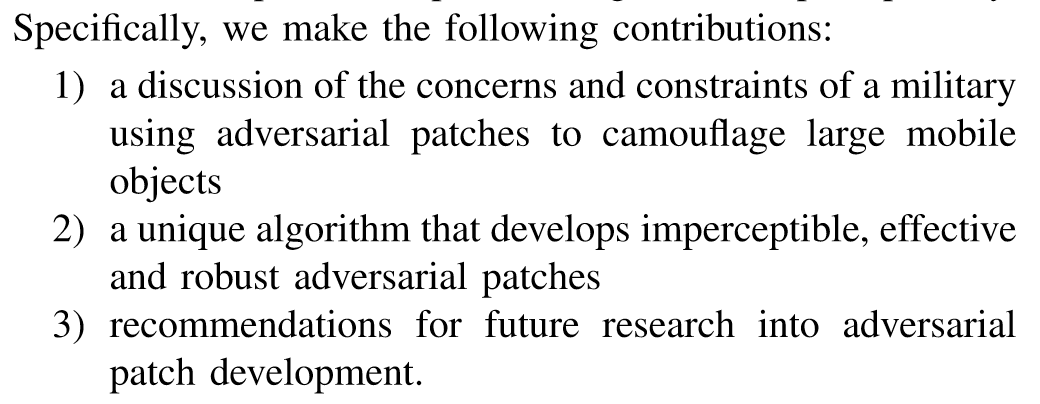 Specifically, we make the following contributions:
1) a discussion of the concerns and constraints of a military
using adversarial patches to camouflage large mobile
objects
2) a unique algorithm that develops imperceptible, effective
and robust adversarial patches
3) recommendations for future research into adversarial
patch development.